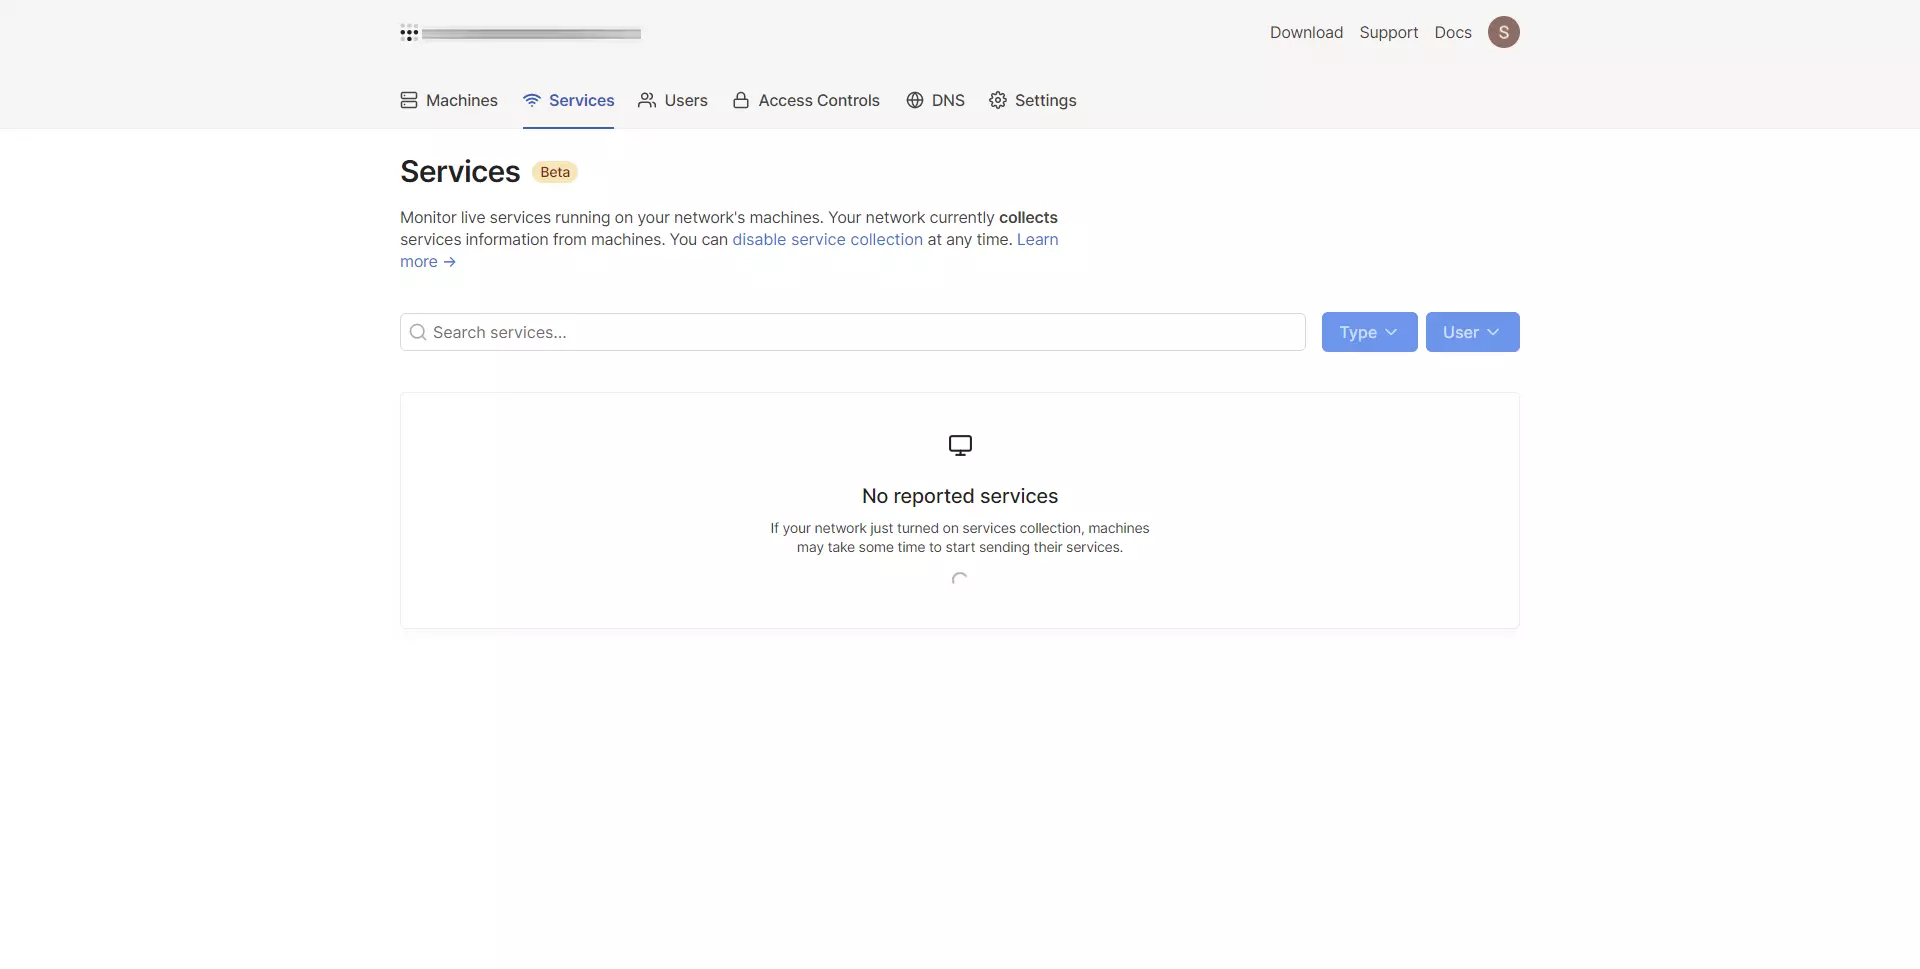 Download Support Docs S
Machines Services Users Access Controls DNS Settings
Services Beta
Monitor live services running on your network's machines. Your network currently collects
services information from machines. You can disable service collection at any time. Learn
more →
Search services... Type User
No reported services
If your network just turned on services collection, machines
may take some time to start sending their services.